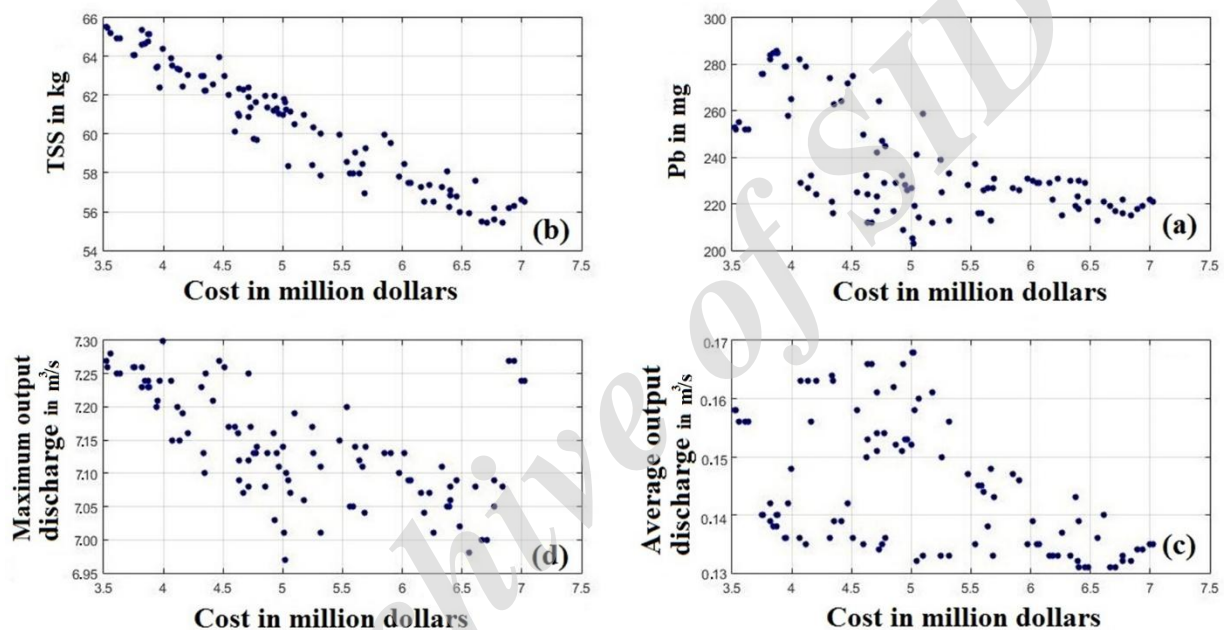 66
64
62
60
58
56
54
TSS in kg
3.5 4 4.5 5 5.5 6 6.5 7 7.5
Cost in million dollars
(b)
300
280
260
240
220
200
Pb in mg
3.5 4 4.5 5 5.5 6 6.5 7 7.5
Cost in million dollars
(a)
7.30
7.25
7.20
7.15
7.10
7.05
7.00
6.95
Maximum output
discharge in m³/s
3.5 4 4.5 5 5.5 6 6.5 7 7.5
Cost in million dollars
(d)
0.17
0.16
0.15
0.14
0.13
Average output
discharge in m³/s
3.5 4 4.5 5 5.5 6 6.5 7 7.5
Cost in million dollars
(c)
hive of SID